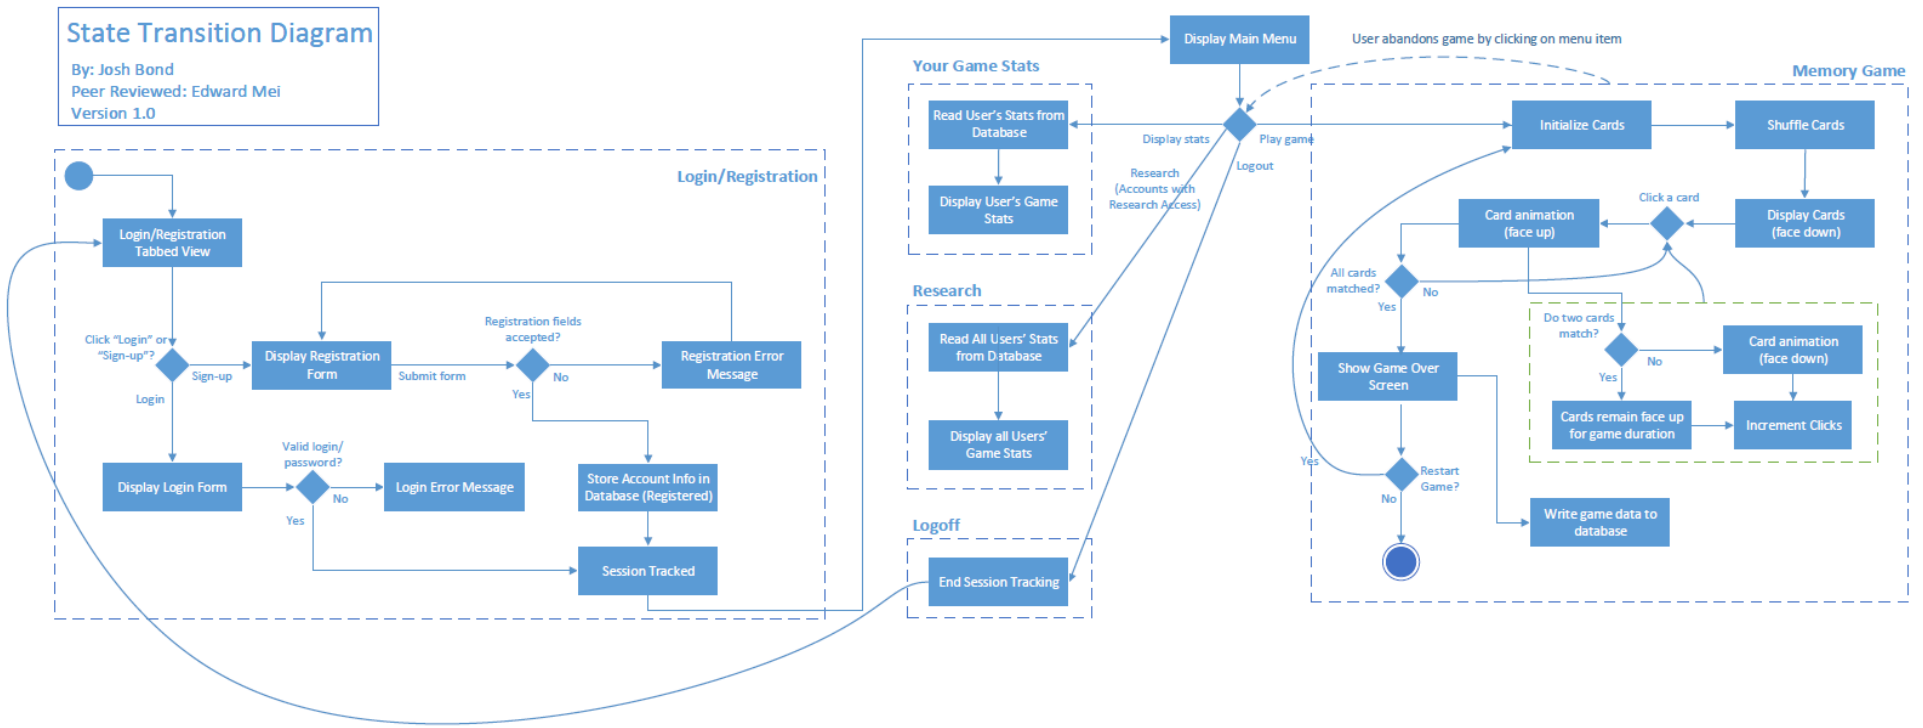 State Transition Diagram
By: Josh Bond
Peer Reviewed: Edward Mei
Version 1.0
Login/Registration
Login/Registration
Tabbed View
Click “Login” or
“Sign-up”?
Sign-up
Login
Display Registration
Form
Submit form
Registration fields
accepted?
No
Yes
Registration Error
Message
Display Login Form
Valid login/
password?
No
Yes
Login Error Message
Store Account Info in
Database (Registered)
Session Tracked
Display Main Menu
Display stats
Play game
Logout
Research
(Accounts with
Research Access)
User abandons game by clicking on menu item
Your Game Stats
Read User’s Stats from
Database
Display User’s Game
Stats
Research
Read All Users’ Stats
from Database
Display all Users’
Game Stats
Logoff
End Session Tracking
Memory Game
Initialize Cards
Shuffle Cards
Display Cards
(face down)
Click a card
Card animation
(face up)
All cards
matched?
No
Yes
Do two cards
match?
No
Yes
Card animation
(face down)
Cards remain face up
for game duration
Increment Clicks
Show Game Over
Screen
Restart
Game?
Yes
No
Write game data to
database